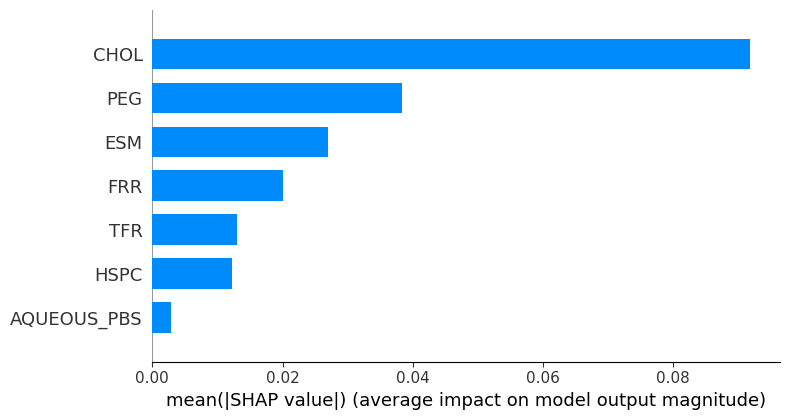 CHOL
PEG
ESM
FRR
TFR
HSPC
AQUEOUS_PBS
0.00 0.02 0.04 0.06 0.08
mean(|SHAP value|) (average impact on model output magnitude)